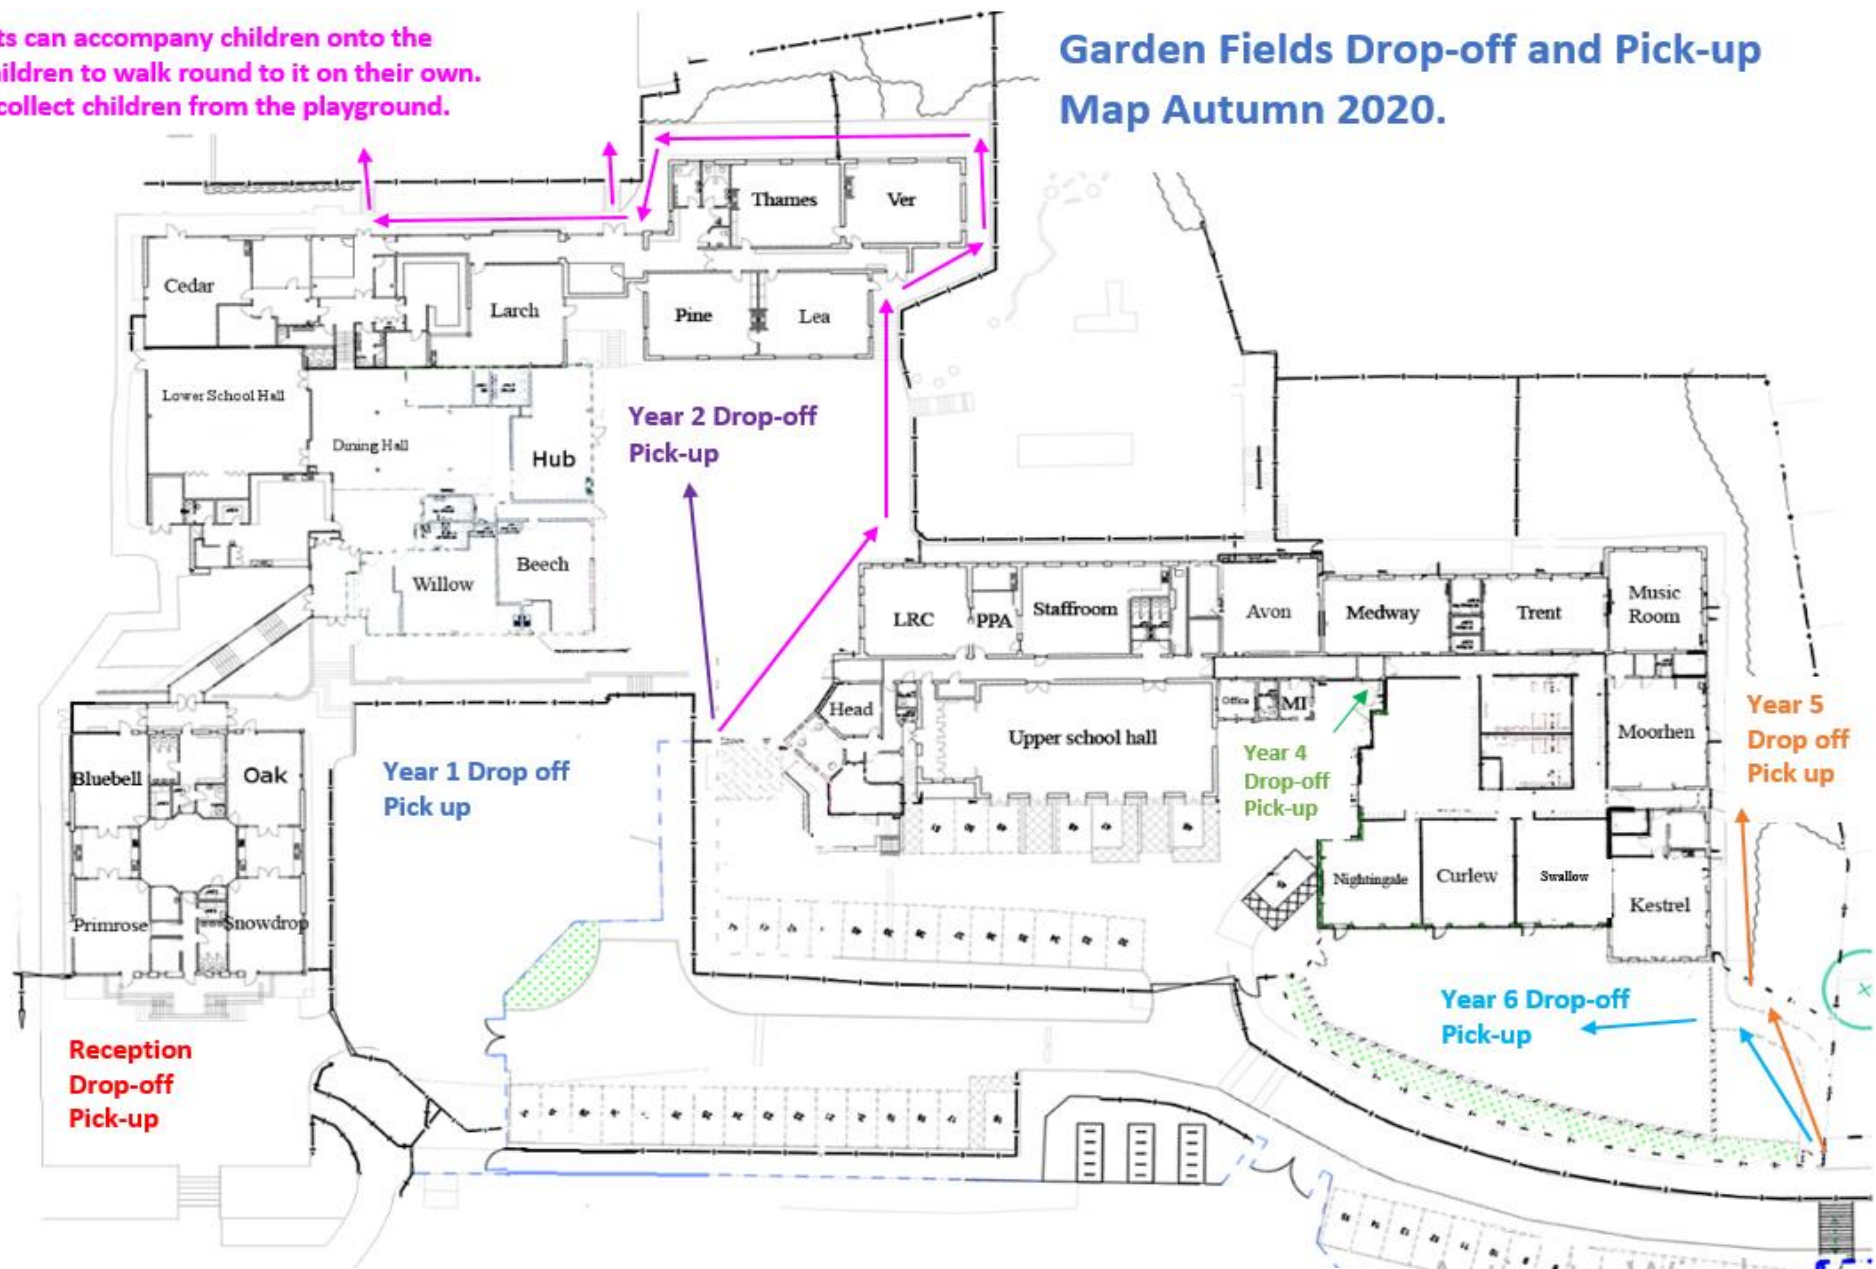 ts can accompany children onto the
ildren to walk round to it on their own.
collect children from the playground.
Garden Fields Drop-off and Pick-up
Map Autumn 2020.
Thames
Ver
Cedar
Larch
Pine
Lea
Lower School Hall
Dining Hall
Hub
Year 2 Drop-off
Pick-up
Willow
Beech
LRC
PPA
Staffroom
Avon
Medway
Trent
Music
Room
Head
Office
MI
Upper school hall
Moorhen
Year 4
Drop-off
Pick-up
Year 5
Drop off
Pick up
Bluebell
Oak
Year 1 Drop off
Pick up
Primrose
Snowdrop
Nightingale
Curlew
Swallow
Kestrel
Year 6 Drop-off
Pick-up
Reception
Drop-off
Pick-up